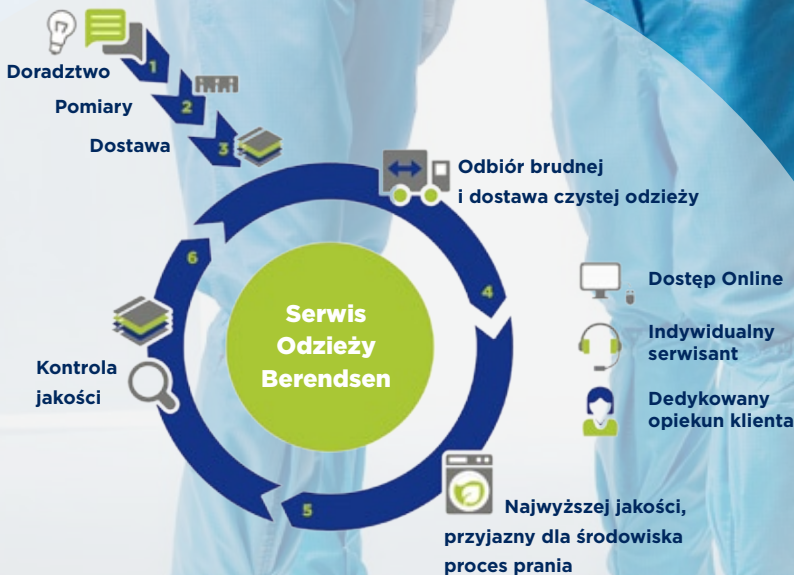 Doradztwo
1
Pomiary
2
Dostawa
3
Odbiór brudnej
i dostawa czystej odzieży
4
Serwis
Odzieży
Berendsen
6
Kontrola
jakości
5
Najwyższej jakości,
przyjazny dla środowiska
proces prania
Dostęp Online
Indywidualny
serwisant
Dedykowany
opiekun klienta